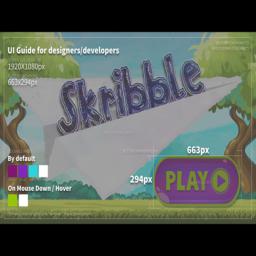 UI Guide for designers/developers
1920X1080px
663x294px
Skribble
By default
On Mouse Down / Hover
663px
294px
PLAY